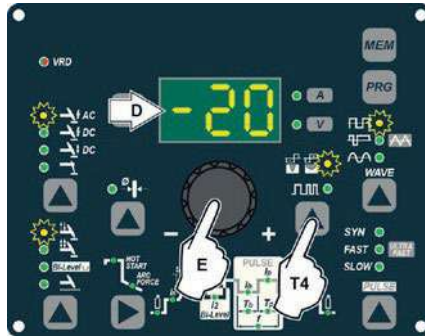 MEM
VRD
PRG
AC
D
-20
A
DC
V
DC
WAVE
SYN
HOT START
- +
FAST
ULTRA FAST
Bi-Level
ARC FORCE
E
PULSE
T4
SLOW
Ip
Ib
I2
Bi-Level
Tb
Tp
f
PULSE